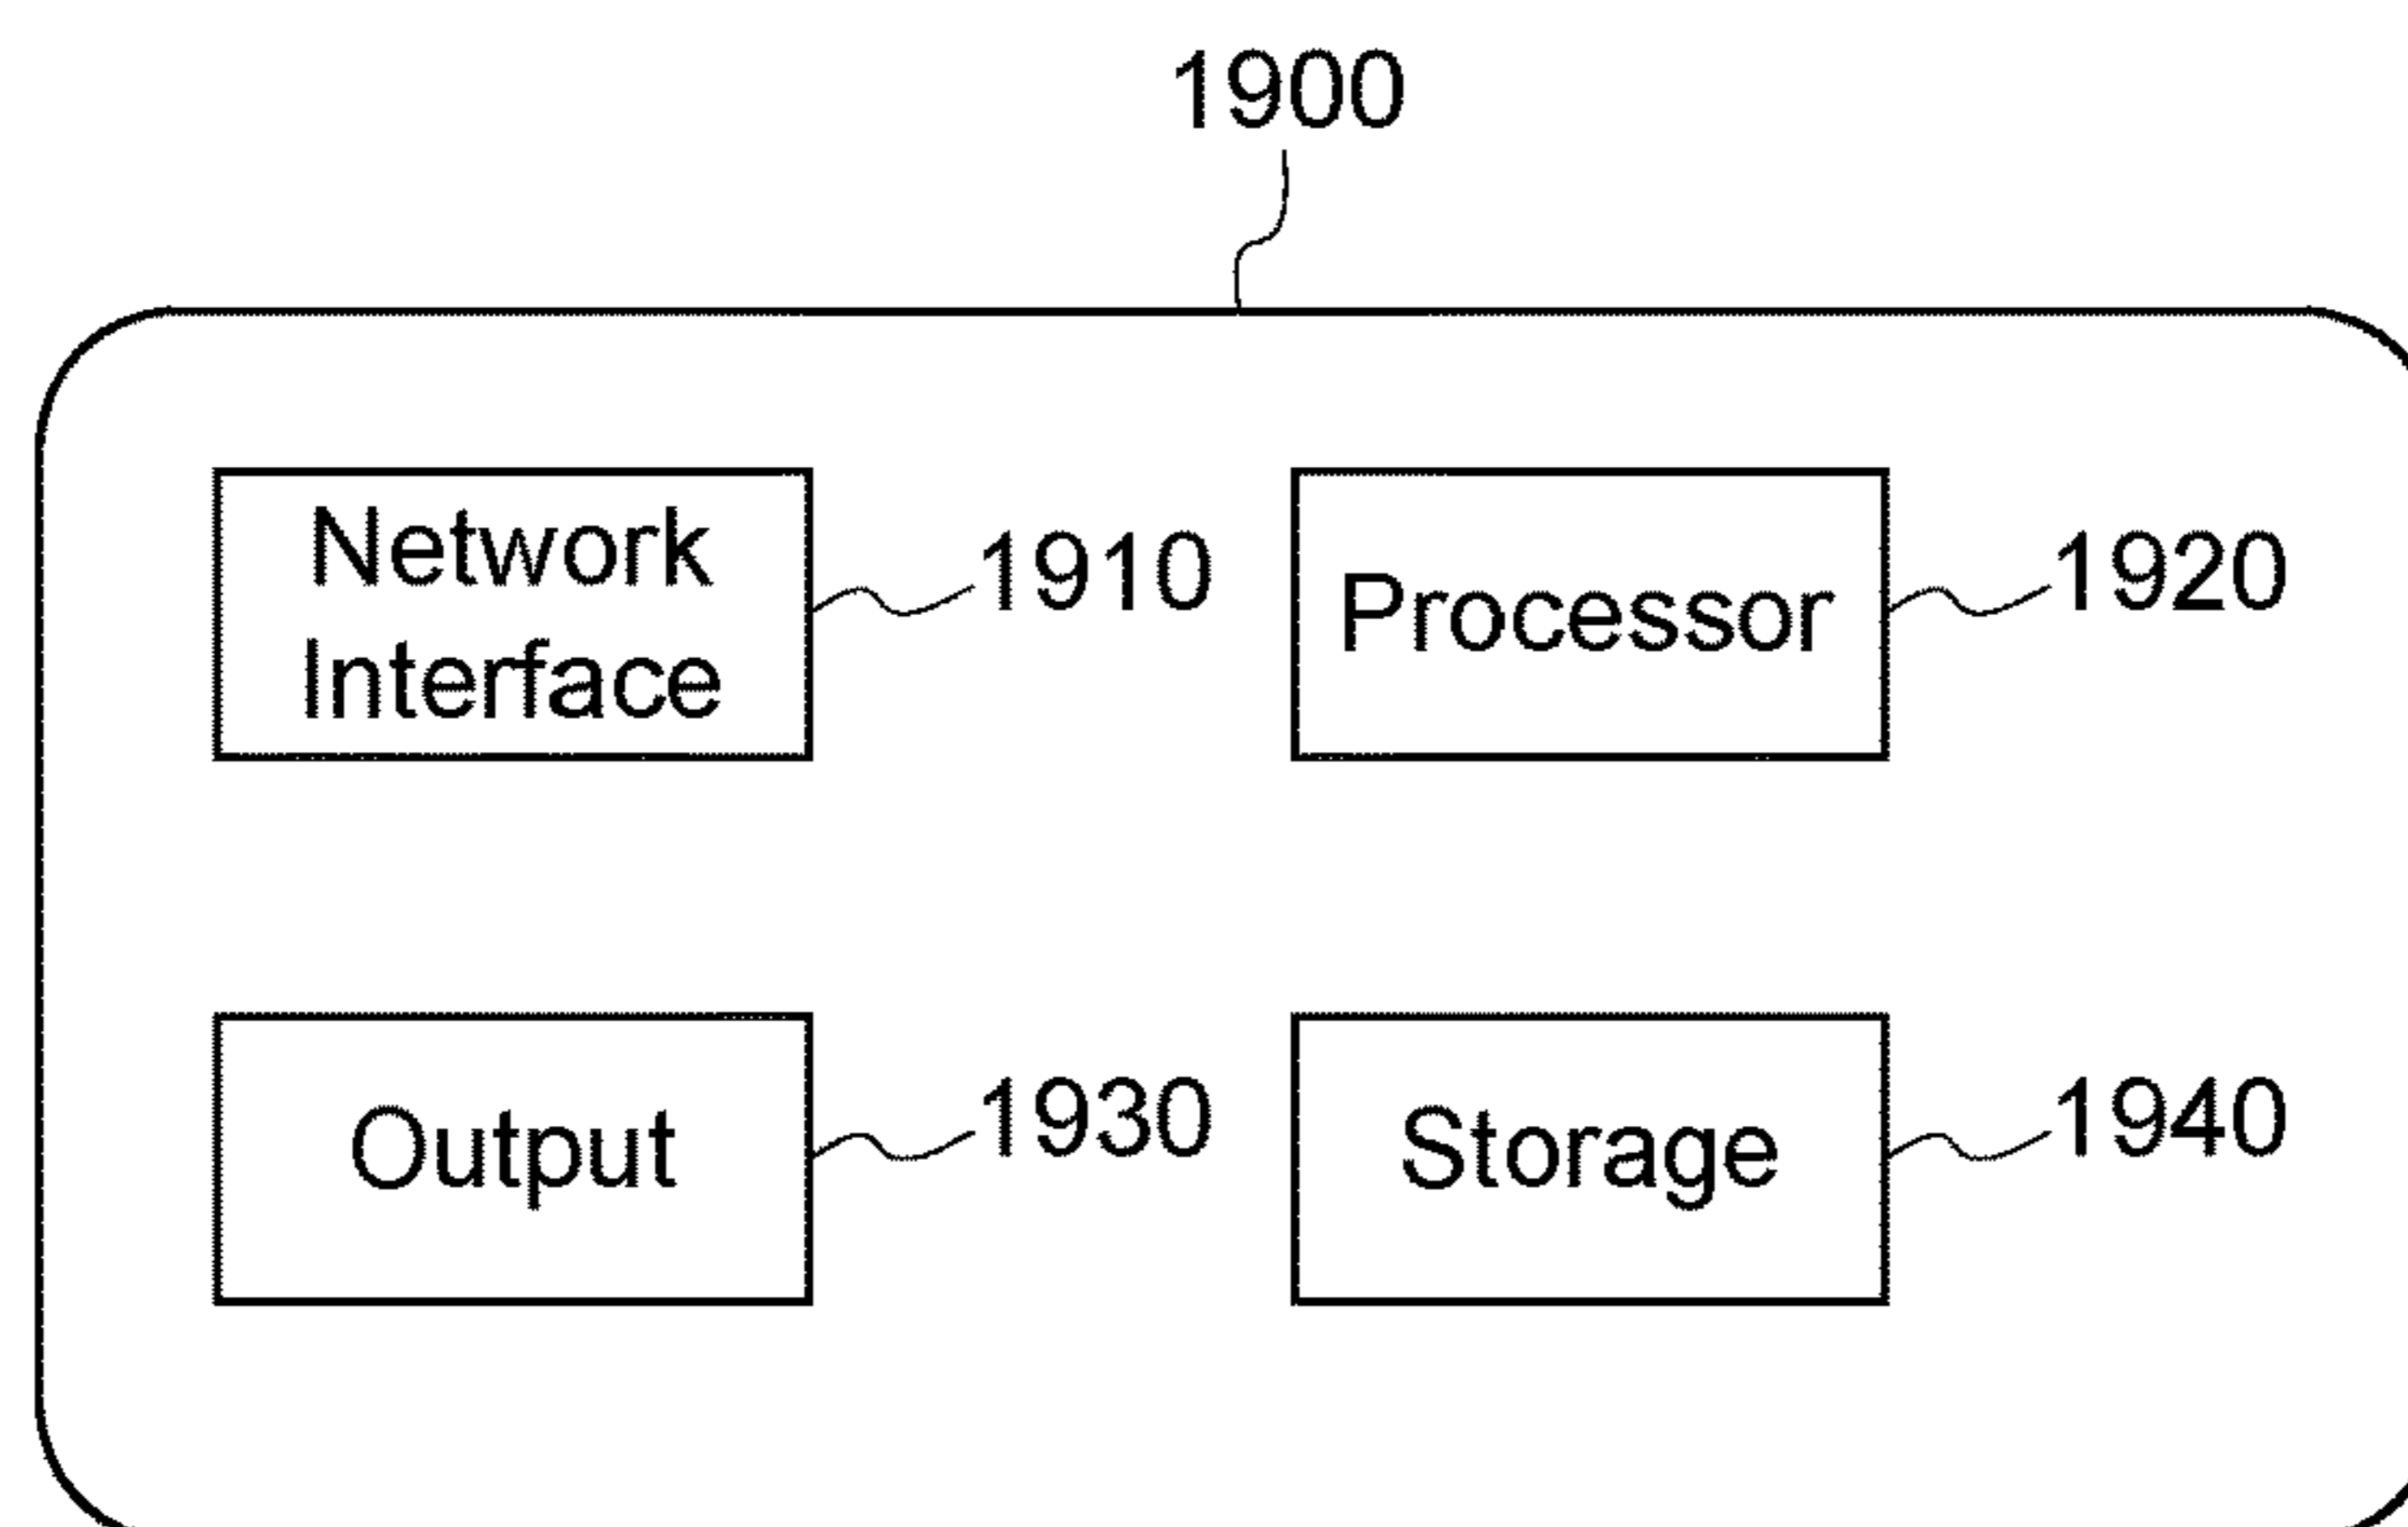 1900
Network
Interface
1910
Processor
1920
Output
1930
Storage
1940